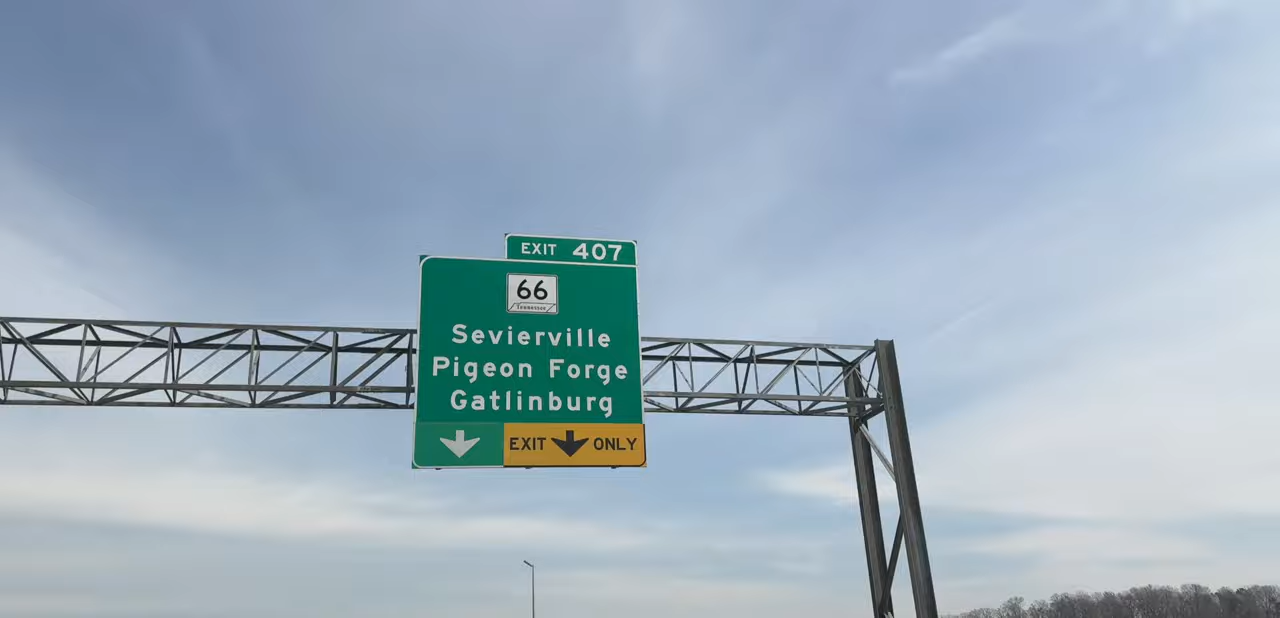 EXIT 407
66
Tennessee
Sevierville
Pigeon Forge
Gatlinburg
EXIT ONLY